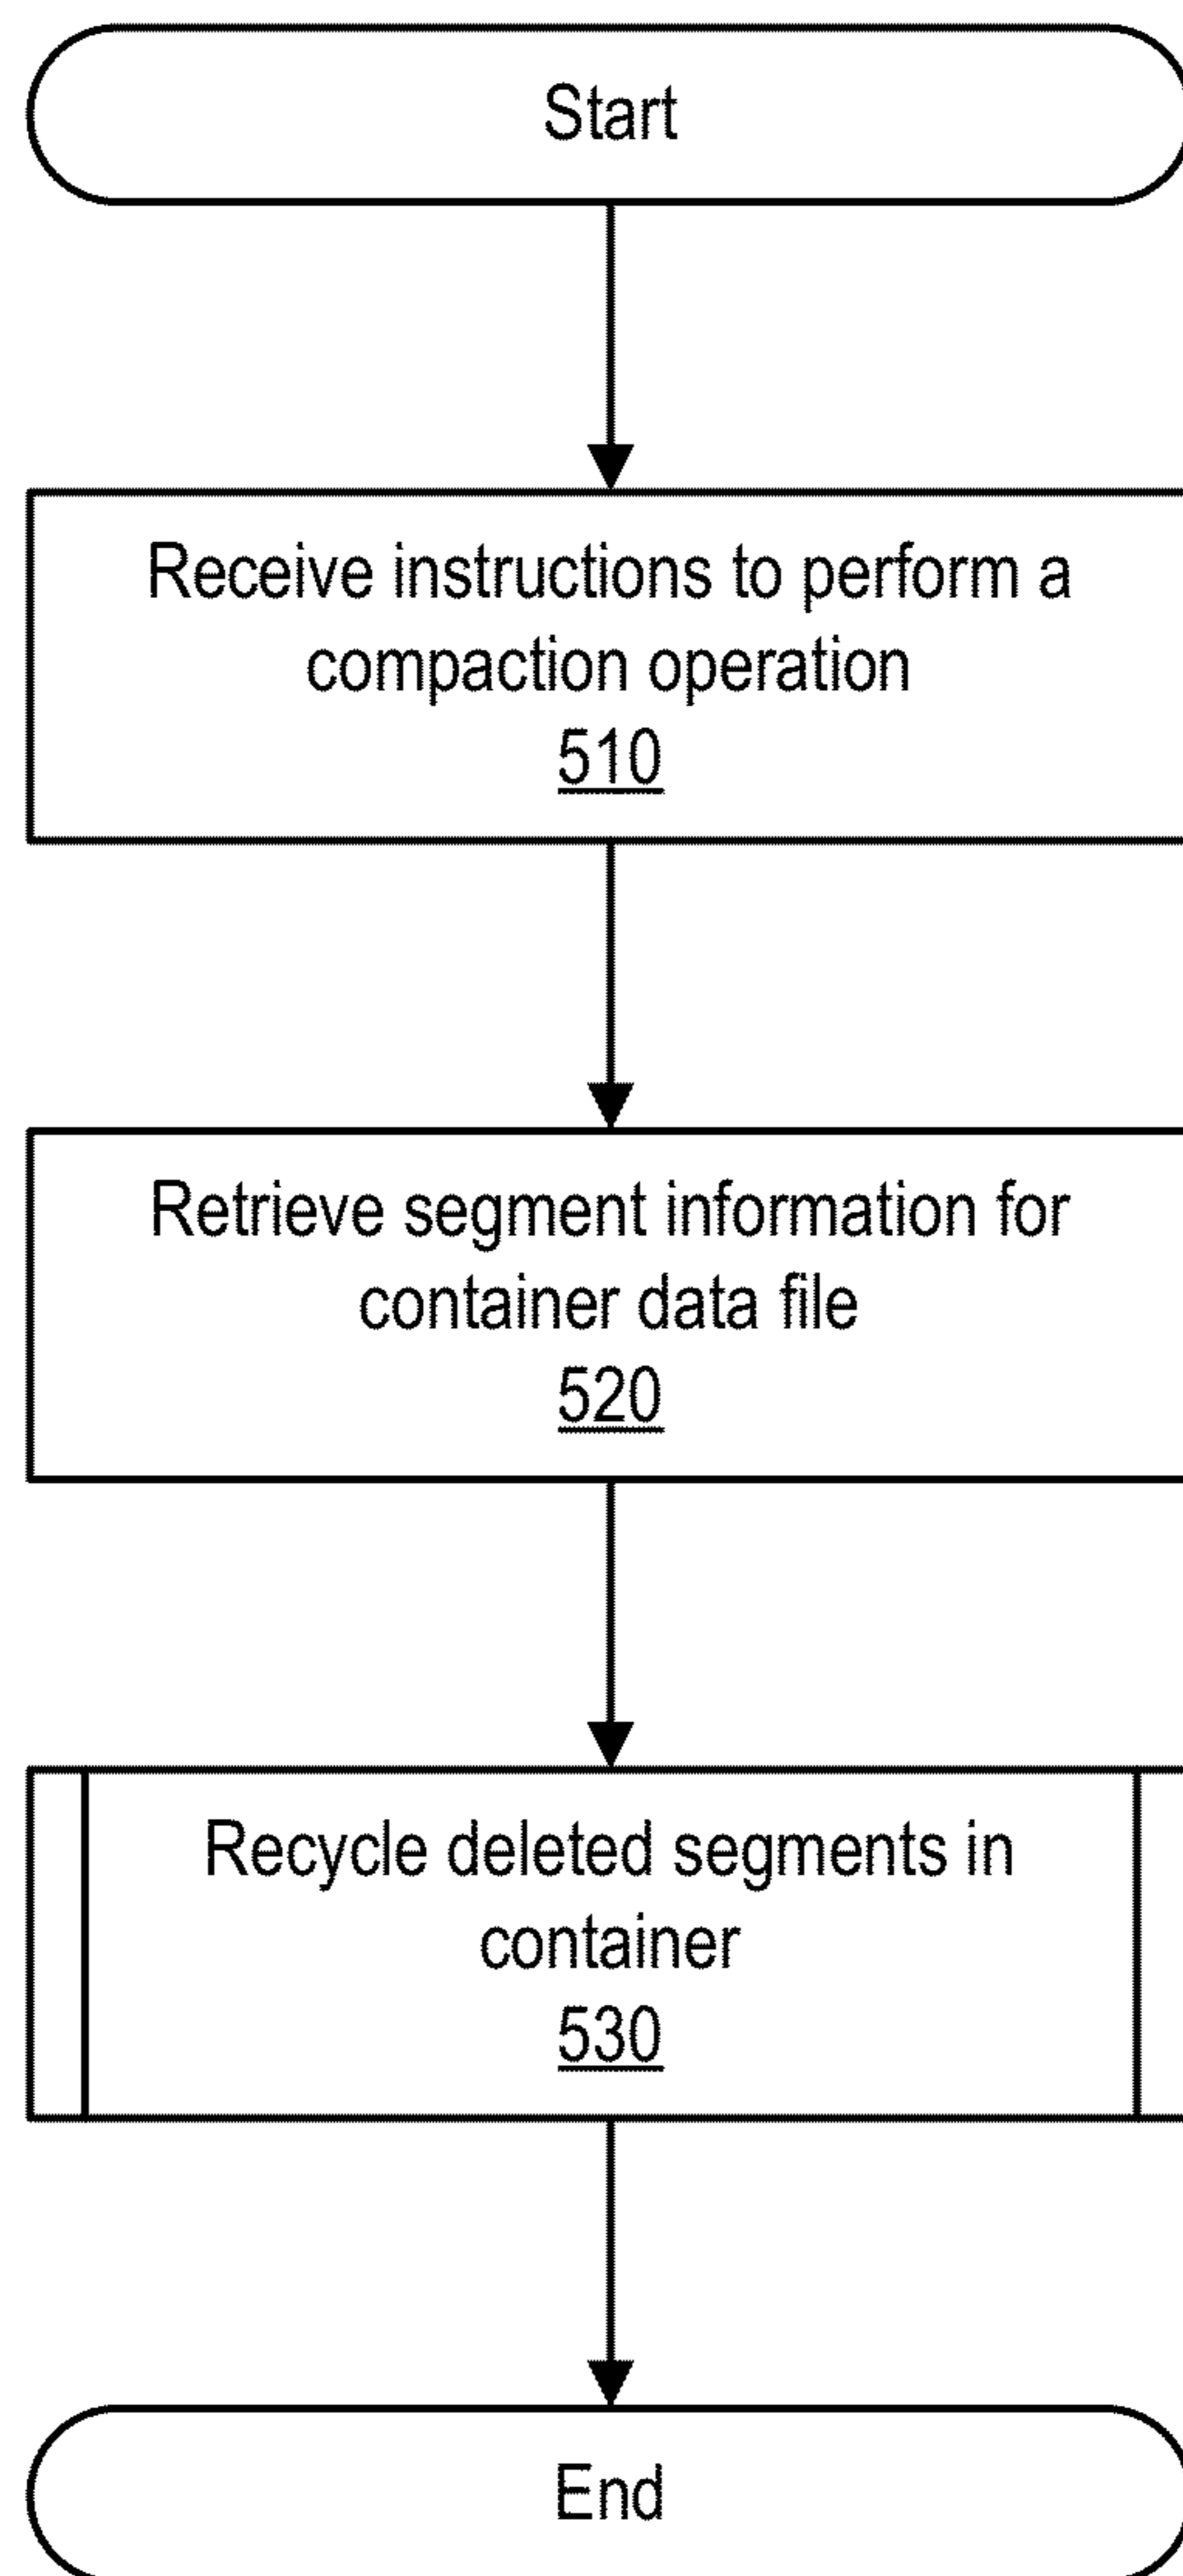 Start
Receive instructions to perform a
compaction operation
510
Retrieve segment information for
container data file
520
Recycle deleted segments in
container
530
End